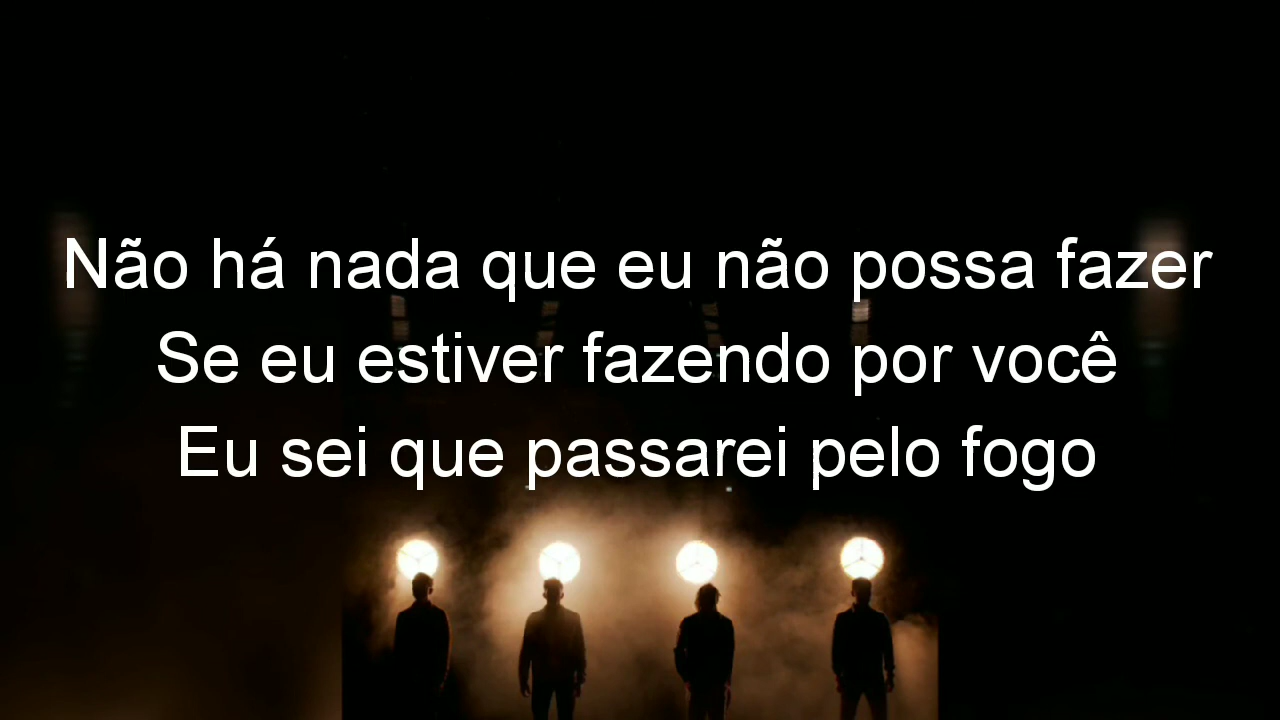 Não há nada que eu não possa fazer
Se eu estiver fazendo por você
Eu sei que passarei pelo fogo